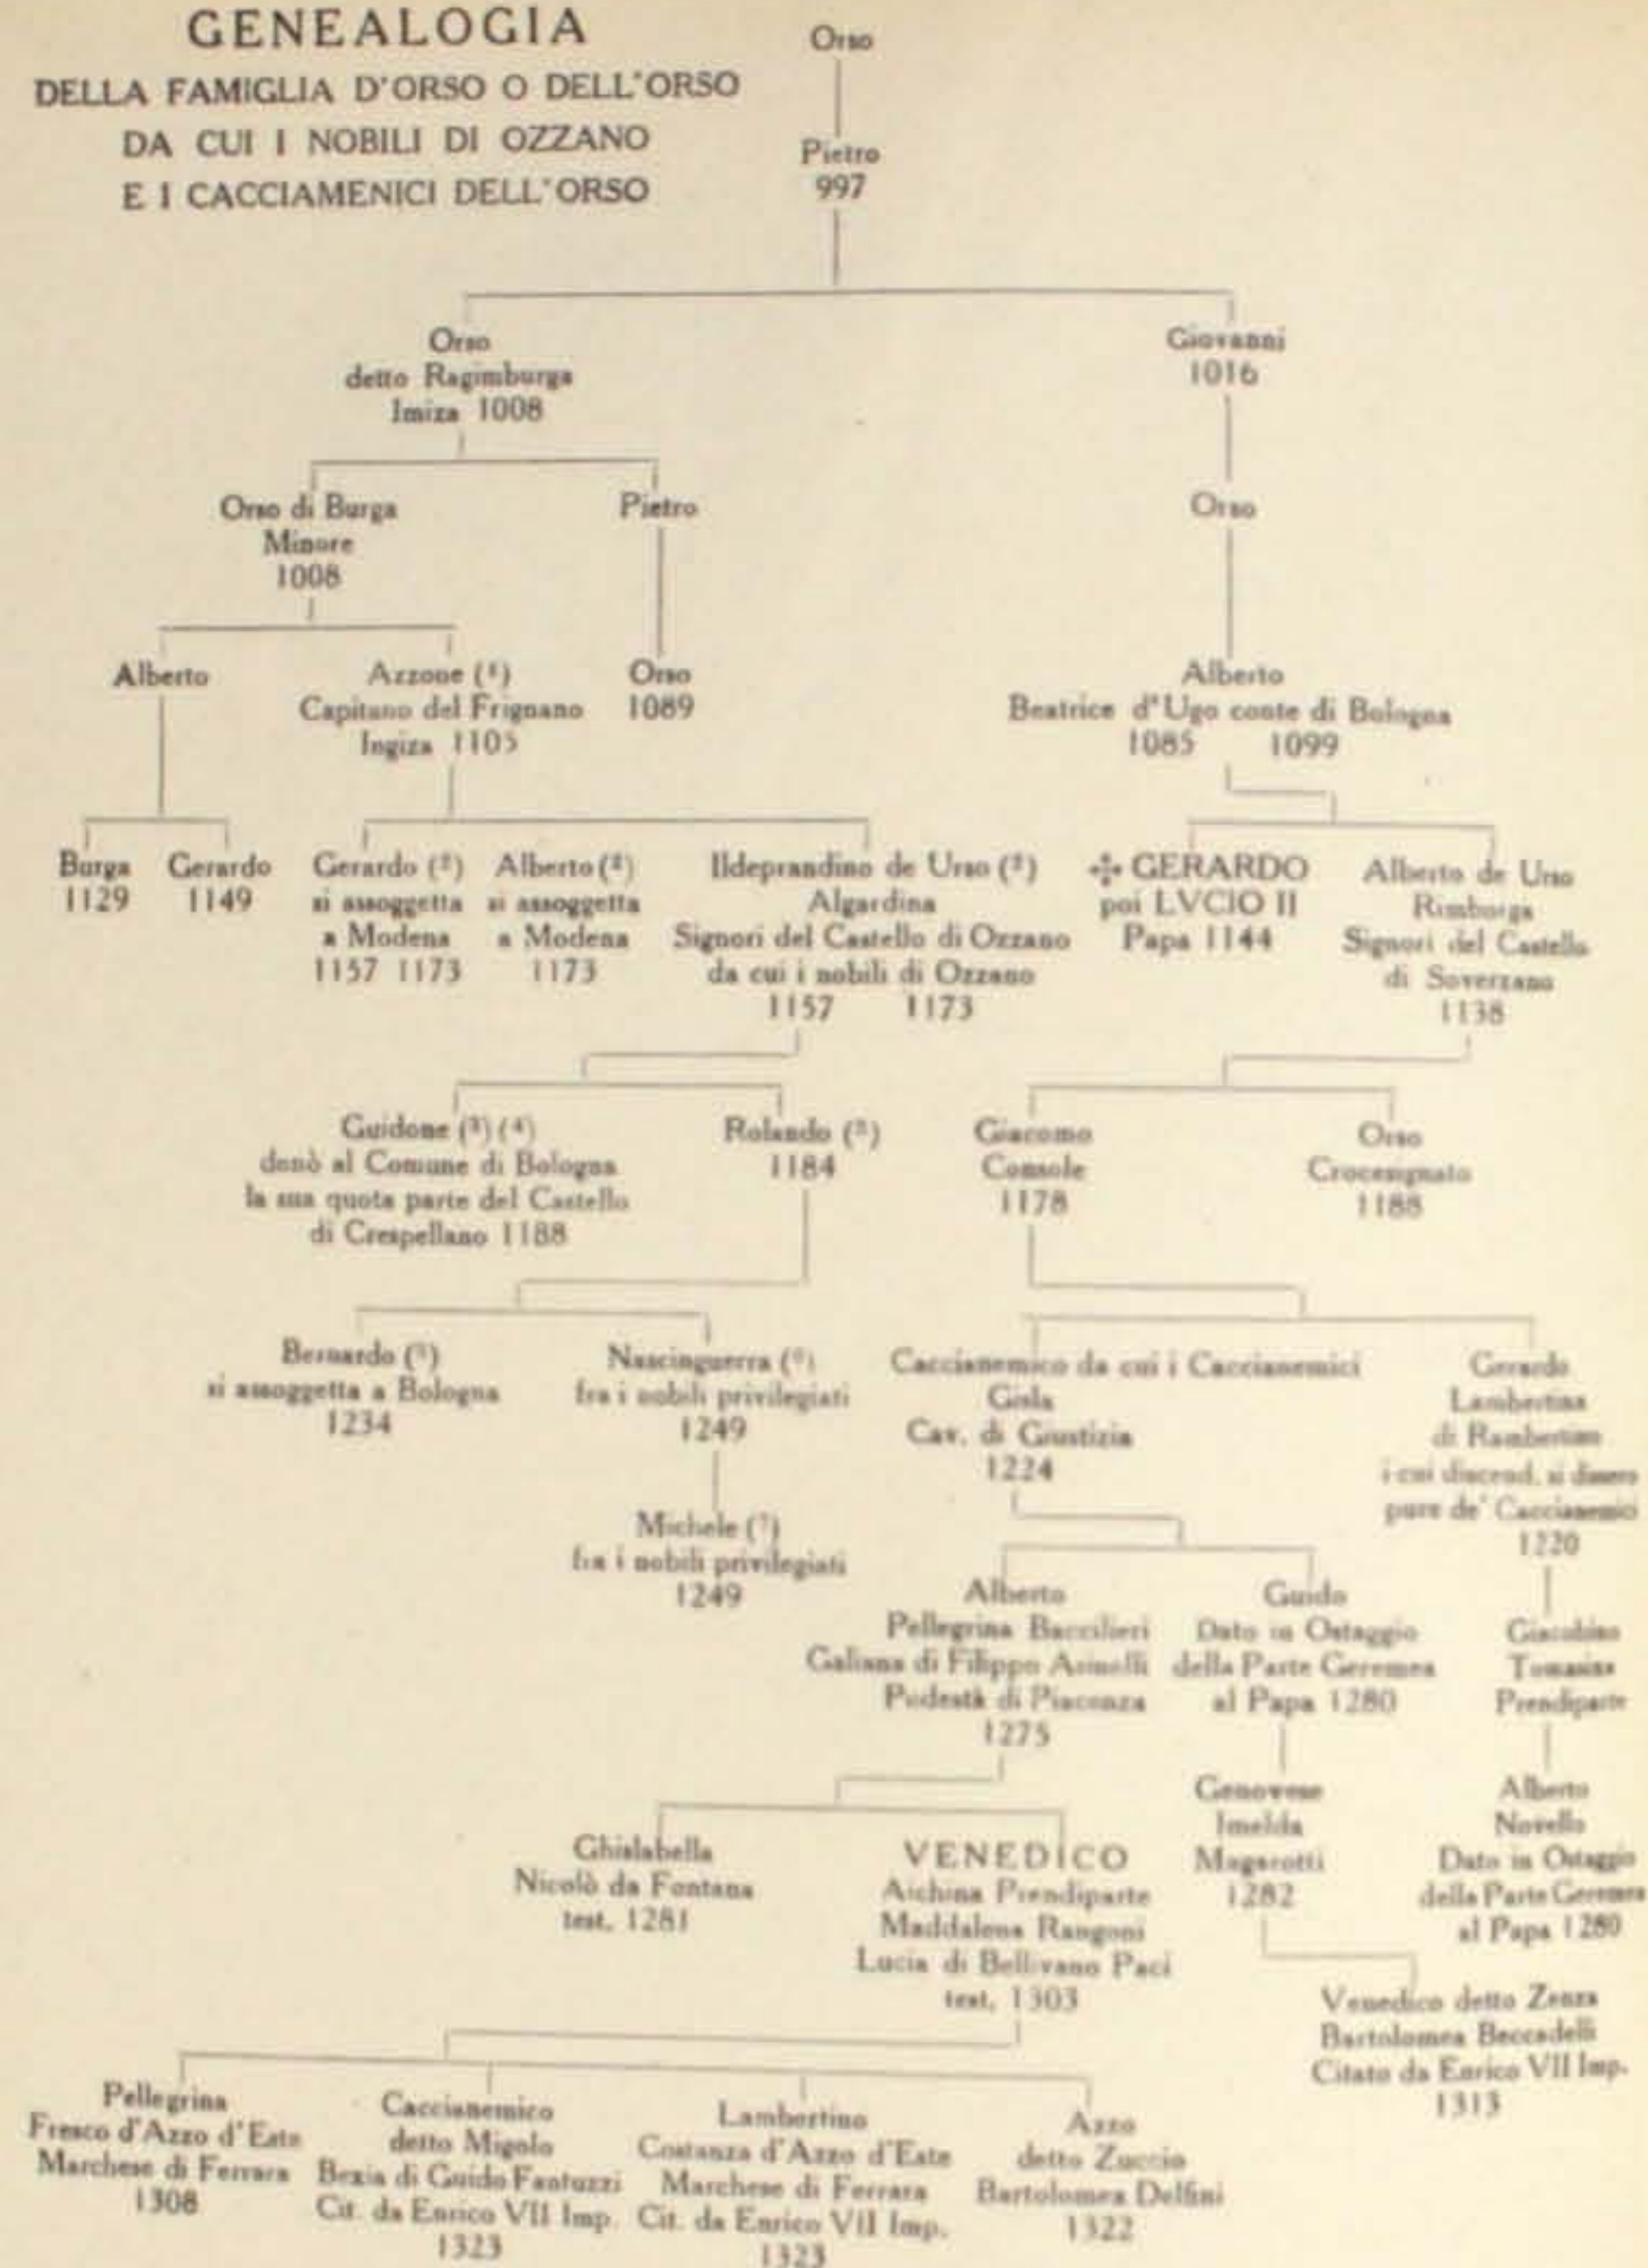 GENEALOGIA
DELLA FAMIGLIA D'ORSO O DELL'ORSO
DA CUI I NOBILI DI OZZANO
E I CACCIAMENICI DELL'ORSO
Orso
Pietro
997
Orso
detto Ragimburga
Imiza 1008
Giovanni
1016
Orso di Burga
Minore
1008
Pietro
Orso
Alberto
Azzone (¹)
Capitano del Frignano
Ingiza 1105
Orso
1089
Alberto
Beatrice d'Ugo conte di Bologna
1085 1099
Burga
1129
Gerardo
1149
Gerardo (²)
si assoggetta
a Modena
1157 1173
Alberto (²)
si assoggetta
a Modena
1173
Ildeprandino de Urso (²)
Algardina
Signori del Castello di Ozzano
da cui i nobili di Ozzano
1157 1173
✣ GERARDO
poi LVCIO II
Papa 1144
Alberto de Urso
Rimburga
Signori del Castello
di Soverzano
1138
Guidone (³) (⁴)
donò al Comune di Bologna
la sua quota parte del Castello
di Crespellano 1188
Rolando (³)
1184
Giacomo
Console
1178
Orso
Crocesignato
1188
Bernardo (⁵)
si assoggetta a Bologna
1234
Nascinguerra (⁶)
fra i nobili privilegiati
1249
Caccianemico da cui i Caccianemici
Gisla
Cav. di Giustizia
1224
Gerardo
Lambertina
di Rambertino
i cui discend. si dissero
pure de' Caccianemici
1220
Michele (⁷)
fra i nobili privilegiati
1249
Alberto
Pellegrina Baccilieri
Galiana di Filippo Asinelli
Podestà di Piacenza
1275
Guido
Dato in Ostaggio
della Parte Geremea
al Papa 1280
Giacobino
Tomasina
Prendiparte
Ghislabella
Nicolò da Fontana
test. 1281
VENEDICO
Aichina Prendiparte
Maddalena Rangoni
Lucia di Bellivano Paci
test. 1303
Genovese
Imelda
Magarotti
1282
Alberto
Novello
Dato in Ostaggio
della Parte Geremea
al Papa 1280
Venedico detto Zenza
Bartolomea Beccadelli
Citato da Enrico VII Imp.
1313
Pellegrina
Fresco d'Azzo d'Este
Marchese di Ferrara
1308
Caccianemico
detto Migolo
Bexia di Guido Fantuzzi
Cit. da Enrico VII Imp.
1323
Lambertino
Costanza d'Azzo d'Este
Marchese di Ferrara
Cit. da Enrico VII Imp.
1323
Azzo
detto Zuccio
Bartolomea Delfini
1322